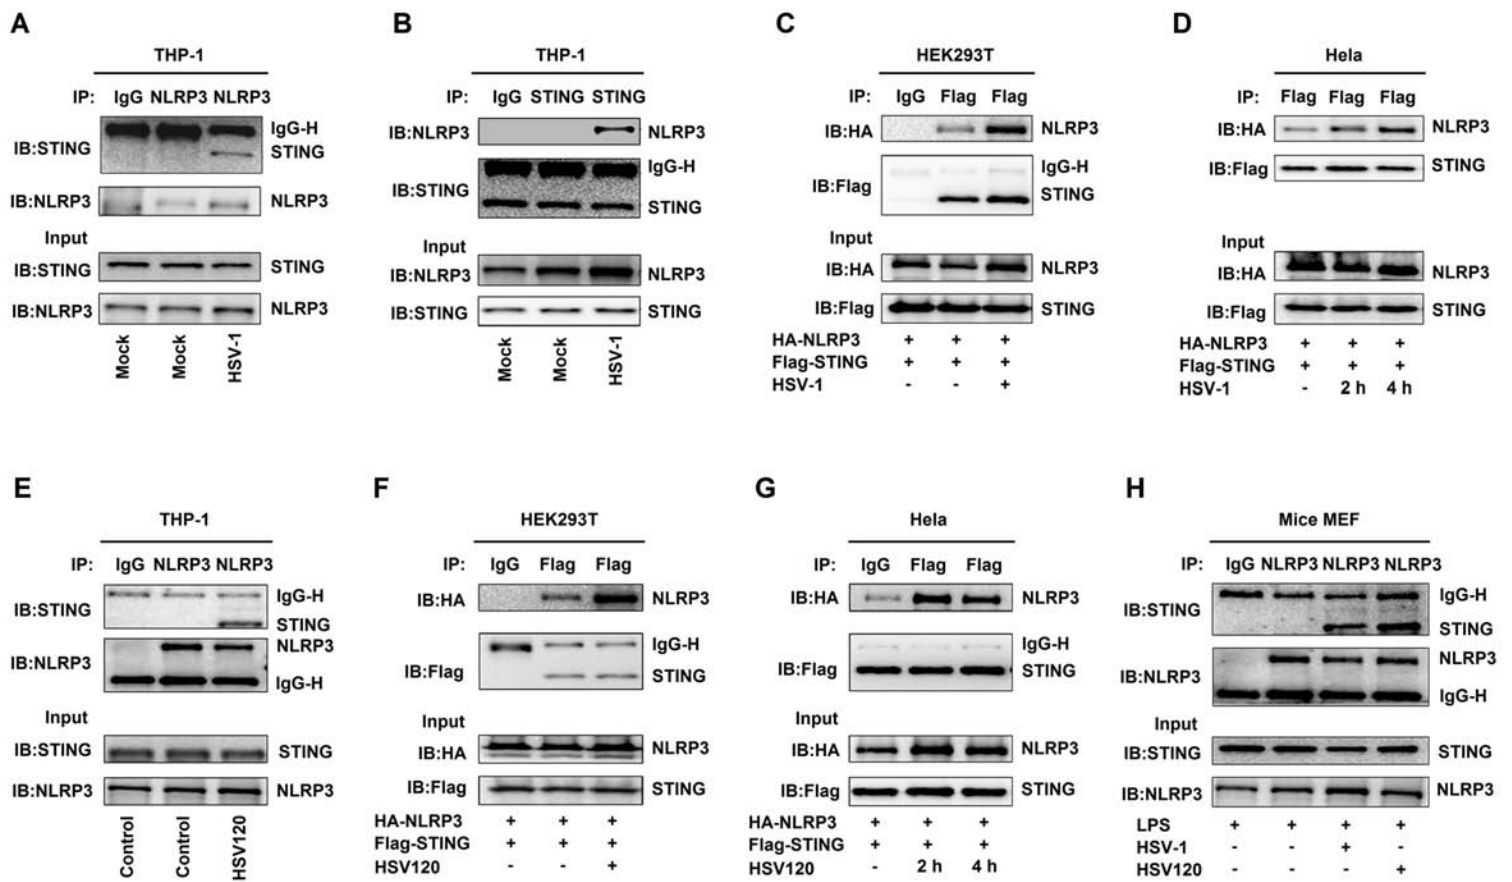 A
THP-1
IP: IgG NLRP3 NLRP3
IB:STING IgG-H
STING
IB:NLRP3 NLRP3
Input
IB:STING STING
IB:NLRP3 NLRP3
Mock Mock HSV-1
B
THP-1
IP: IgG STING STING
IB:NLRP3 NLRP3
IB:STING IgG-H
STING
Input
IB:NLRP3 NLRP3
IB:STING STING
Mock Mock HSV-1
C
HEK293T
IP: IgG Flag Flag
IB:HA NLRP3
IB:Flag IgG-H
STING
Input
IB:HA NLRP3
IB:Flag STING
HA-NLRP3 + + +
Flag-STING + + +
HSV-1 - - +
D
Hela
IP: Flag Flag Flag
IB:HA NLRP3
IB:Flag STING
Input
IB:HA NLRP3
IB:Flag STING
HA-NLRP3 + + +
Flag-STING + + +
HSV-1 - 2 h 4 h
E
THP-1
IP: IgG NLRP3 NLRP3
IB:STING IgG-H
STING
IB:NLRP3 NLRP3
IgG-H
Input
IB:STING STING
IB:NLRP3 NLRP3
Control Control HSV120
F
HEK293T
IP: IgG Flag Flag
IB:HA NLRP3
IB:Flag IgG-H
STING
Input
IB:HA NLRP3
IB:Flag STING
HA-NLRP3 + + +
Flag-STING + + +
HSV120 - - +
G
Hela
IP: IgG Flag Flag
IB:HA NLRP3
IB:Flag IgG-H
STING
Input
IB:HA NLRP3
IB:Flag STING
HA-NLRP3 + + +
Flag-STING + + +
HSV120 - 2 h 4 h
H
Mice MEF
IP: IgG NLRP3 NLRP3 NLRP3
IB:STING IgG-H
STING
IB:NLRP3 NLRP3
IgG-H
Input
IB:STING STING
IB:NLRP3 NLRP3
LPS + + + +
HSV-1 - - + -
HSV120 - - - +